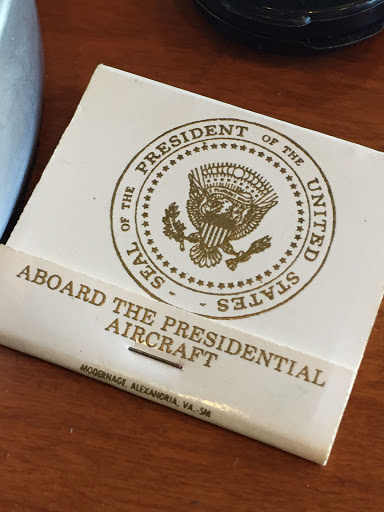 SEAL OF THE PRESIDENT OF THE UNITED STATES
ABOARD THE PRESIDENTIAL
AIRCRAFT
MODERNAGE, ALEXANDRIA, VA.-SM